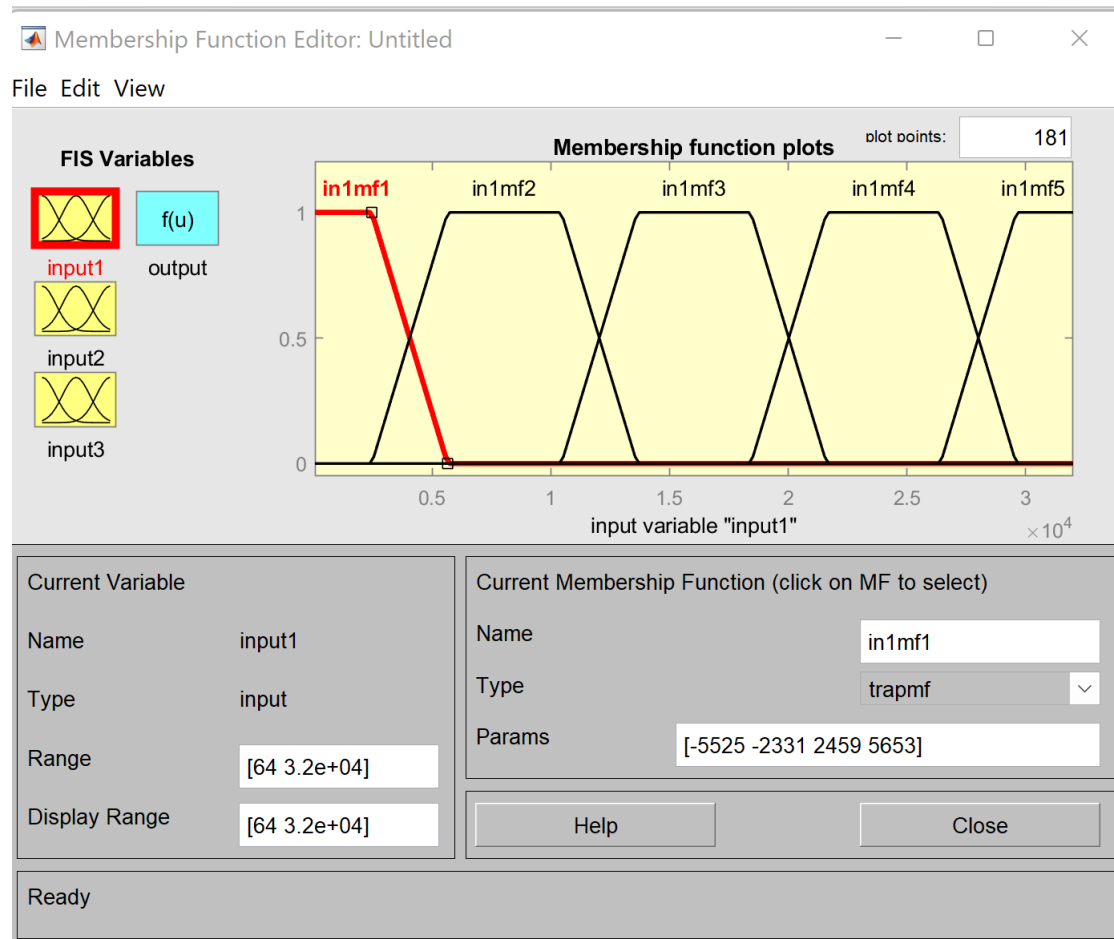 Membership Function Editor: Untitled
File Edit View
FIS Variables
f(u)
input1
output
input2
input3
Membership function plots
plot points:
181
in1mf1
in1mf2
in1mf3
in1mf4
in1mf5
1
0.5
0
0.5
1
1.5
2
2.5
3
×10^4
input variable "input1"
Current Variable
Name
input1
Type
input
Range
[64 3.2e+04]
Display Range
[64 3.2e+04]
Current Membership Function (click on MF to select)
Name
in1mf1
Type
trapmf
Params
[-5525 -2331 2459 5653]
Help
Close
Ready